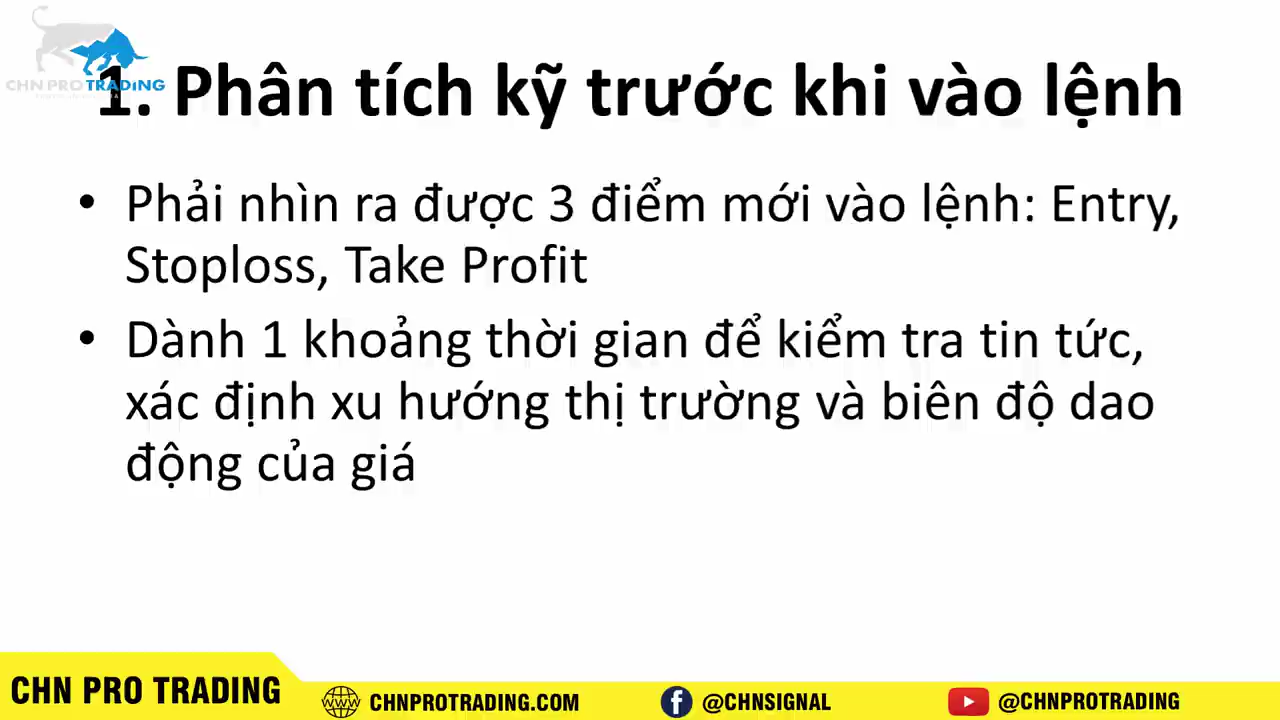 CHN PRO TRADING
1. Phân tích kỹ trước khi vào lệnh
• Phải nhìn ra được 3 điểm mới vào lệnh: Entry,
Stoploss, Take Profit
• Dành 1 khoảng thời gian để kiểm tra tin tức,
xác định xu hướng thị trường và biên độ dao
động của giá
CHN PRO TRADING
CHNPROTRADING.COM
@CHNSIGNAL
@CHNPROTRADING